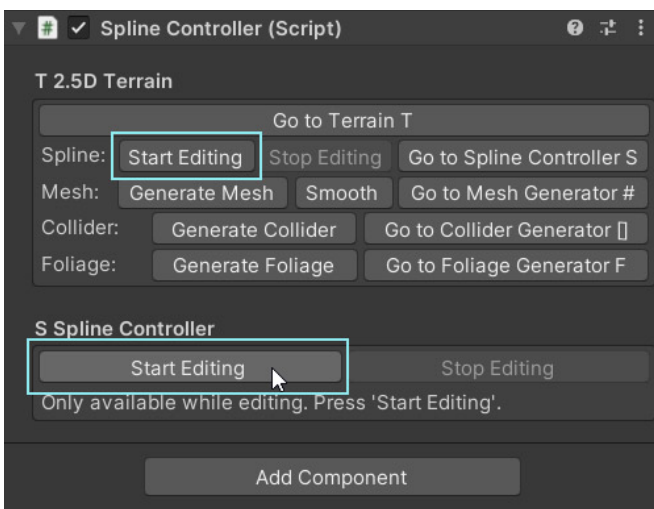 # Spline Controller (Script)
T 2.5D Terrain
Go to Terrain T
Spline: Start Editing Stop Editing Go to Spline Controller S
Mesh: Generate Mesh Smooth Go to Mesh Generator #
Collider: Generate Collider Go to Collider Generator []
Foliage: Generate Foliage Go to Foliage Generator F
S Spline Controller
Start Editing Stop Editing
Only available while editing. Press 'Start Editing'.
Add Component